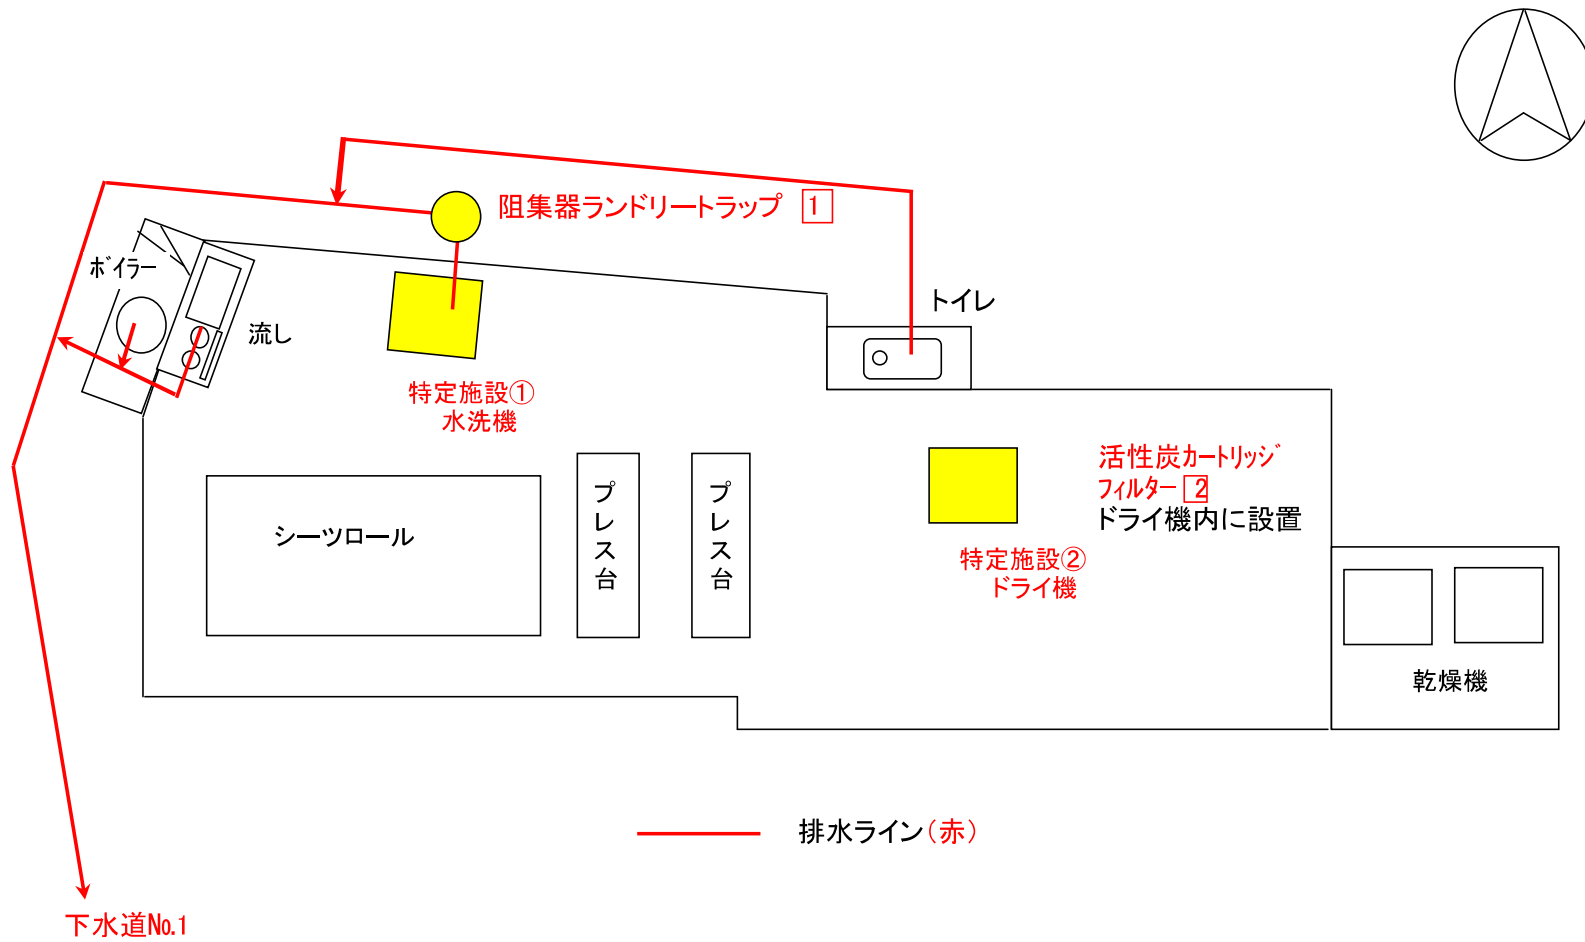 阻集器ランドリートラップ 1
ボイラー
トイレ
流し
特定施設①
水洗機
活性炭カートリッジ
フィルター 2
ドライ機内に設置
シーツロール
プレス台
プレス台
特定施設②
ドライ機
乾燥機
排水ライン(赤)
下水道No.1